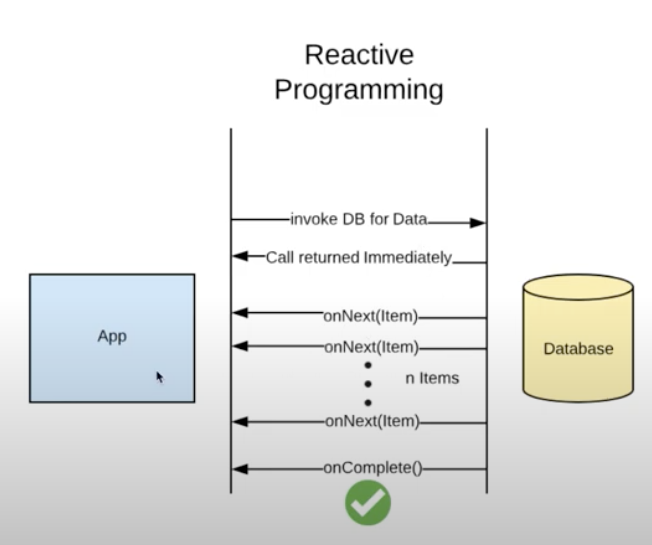 Reactive
Programming
invoke DB for Data
Call returned Immediately
onNext(Item)
onNext(Item)
n Items
onNext(Item)
onComplete()
App
Database